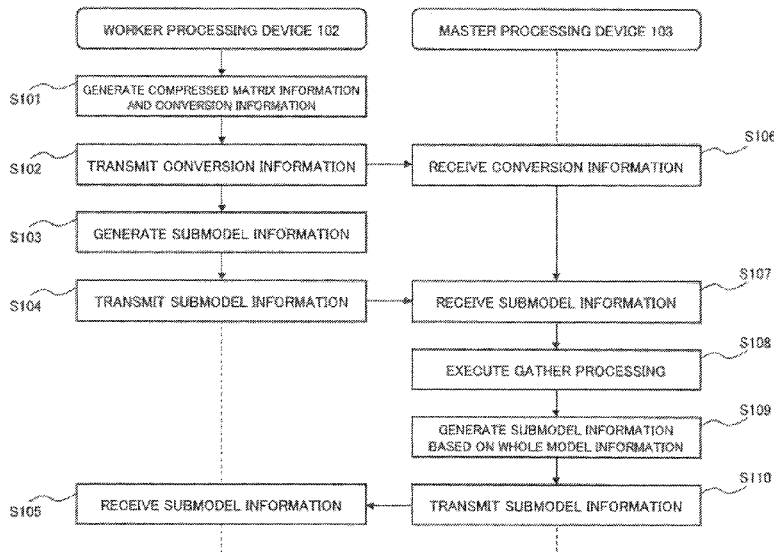 WORKER PROCESSING DEVICE 102
MASTER PROCESSING DEVICE 103
S101
GENERATE COMPRESSED MATRIX INFORMATION
AND CONVERSION INFORMATION
S102
TRANSMIT CONVERSION INFORMATION
RECEIVE CONVERSION INFORMATION
S106
S103
GENERATE SUBMODEL INFORMATION
S104
TRANSMIT SUBMODEL INFORMATION
RECEIVE SUBMODEL INFORMATION
S107
EXECUTE GATHER PROCESSING
S108
GENERATE SUBMODEL INFORMATION
BASED ON WHOLE MODEL INFORMATION
S109
S105
RECEIVE SUBMODEL INFORMATION
TRANSMIT SUBMODEL INFORMATION
S110